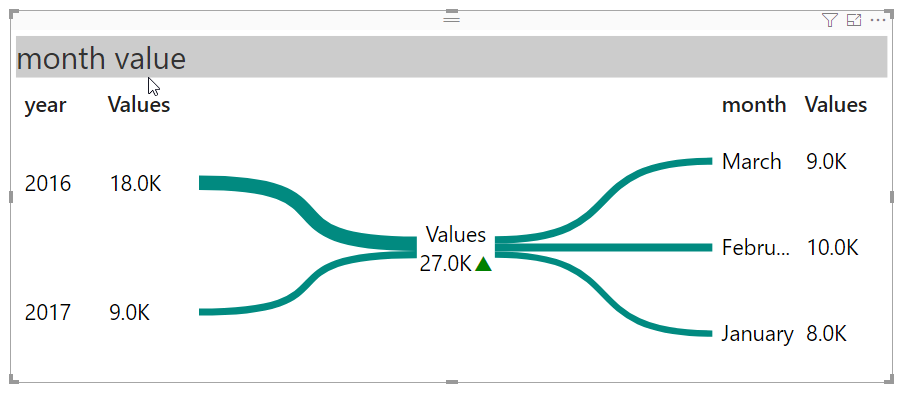 month value
year Values
month Values
2016 18.0K
2017 9.0K
Values
27.0K
March 9.0K
Febru... 10.0K
January 8.0K